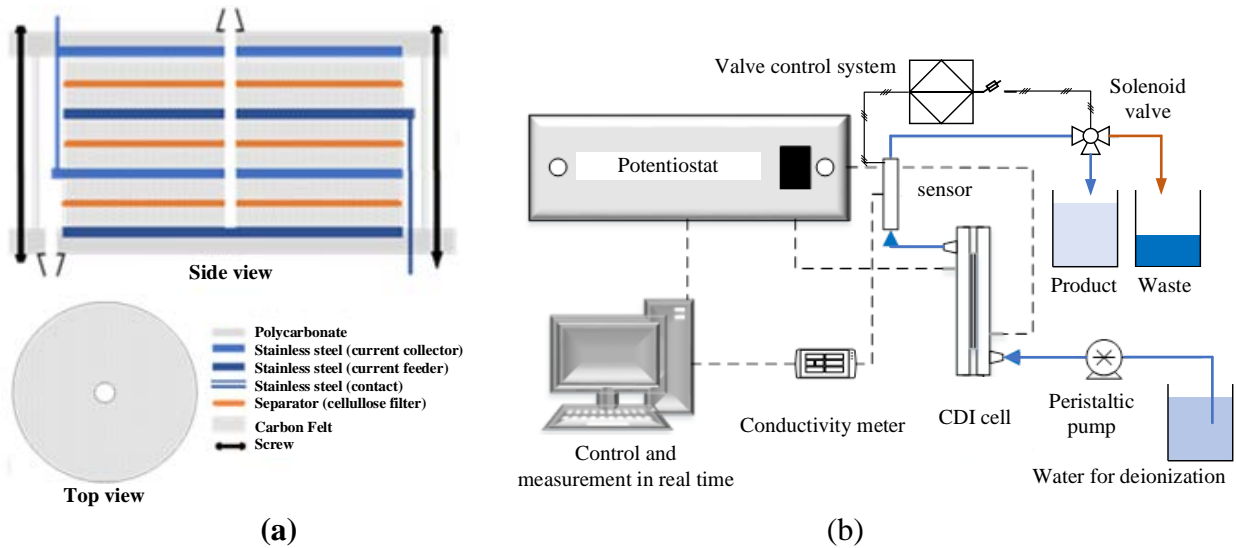 Side view
Polycarbonate
Stainless steel (current collector)
Stainless steel (current feeder)
Stainless steel (contact)
Separator (cellullose filter)
Carbon Felt
Screw
Top view
(a)
Valve control system
Solenoid
valve
Potentiostat
sensor
Product
Waste
Conductivity meter
CDI cell
Peristaltic
pump
Control and
measurement in real time
Water for deionization
(b)